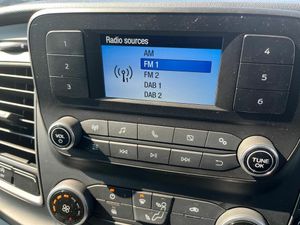 Radio sources
AM
FM 1
FM 2
DAB 1
DAB 2
1
2
3
4
5
6
VOL
TUNE
OK